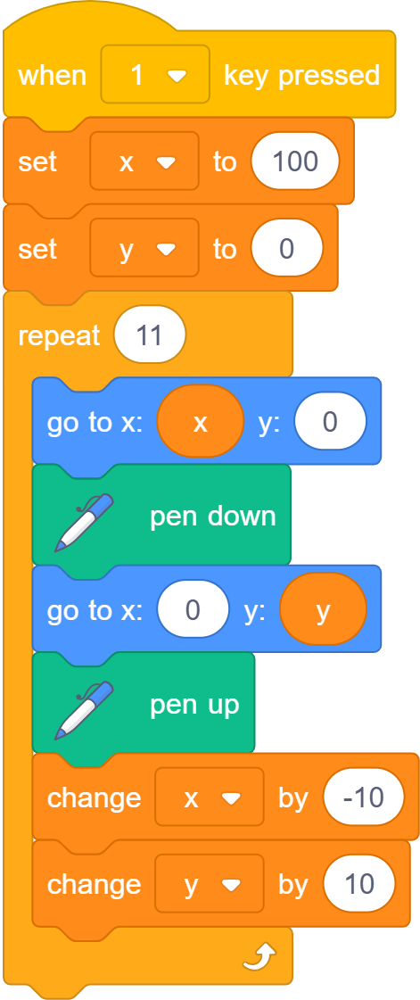 when 1 key pressed
set x to 100
set y to 0
repeat 11
go to x: x y: 0
pen down
go to x: 0 y: y
pen up
change x by -10
change y by 10